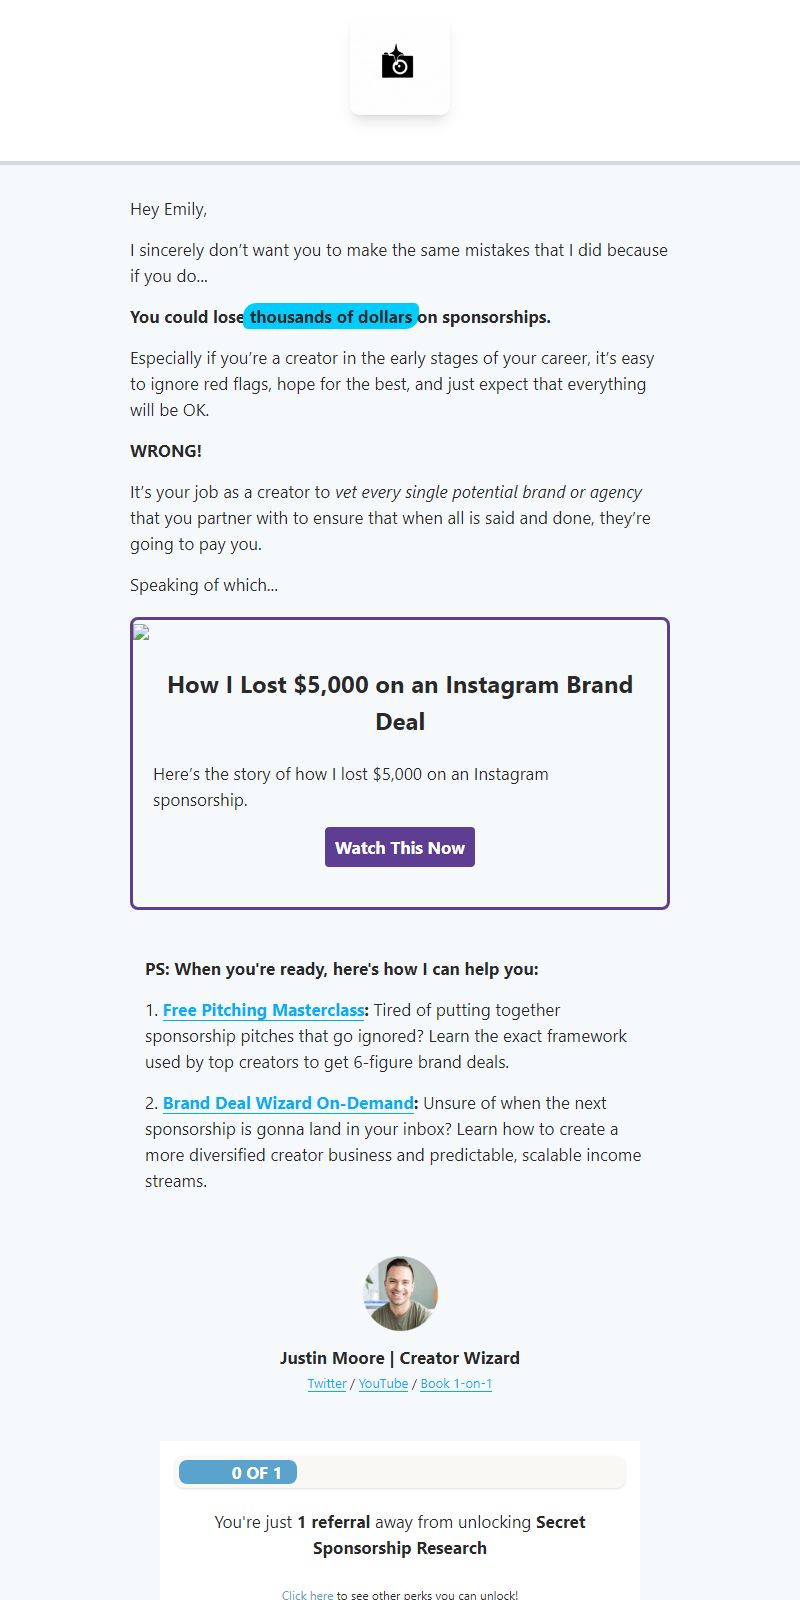 Hey Emily,
I sincerely don’t want you to make the same mistakes that I did because
if you do...
You could lose thousands of dollars on sponsorships.
Especially if you’re a creator in the early stages of your career, it’s easy
to ignore red flags, hope for the best, and just expect that everything
will be OK.
WRONG!
It’s your job as a creator to vet every single potential brand or agency
that you partner with to ensure that when all is said and done, they’re
going to pay you.
Speaking of which...
How I Lost $5,000 on an Instagram Brand
Deal
Here’s the story of how I lost $5,000 on an Instagram
sponsorship.
Watch This Now
PS: When you're ready, here's how I can help you:
1. Free Pitching Masterclass: Tired of putting together
sponsorship pitches that go ignored? Learn the exact framework
used by top creators to get 6-figure brand deals.
2. Brand Deal Wizard On-Demand: Unsure of when the next
sponsorship is gonna land in your inbox? Learn how to create a
more diversified creator business and predictable, scalable income
streams.
Justin Moore | Creator Wizard
Twitter / YouTube / Book 1-on-1
0 OF 1
You're just 1 referral away from unlocking Secret
Sponsorship Research
Click here to see other perks you can unlock!